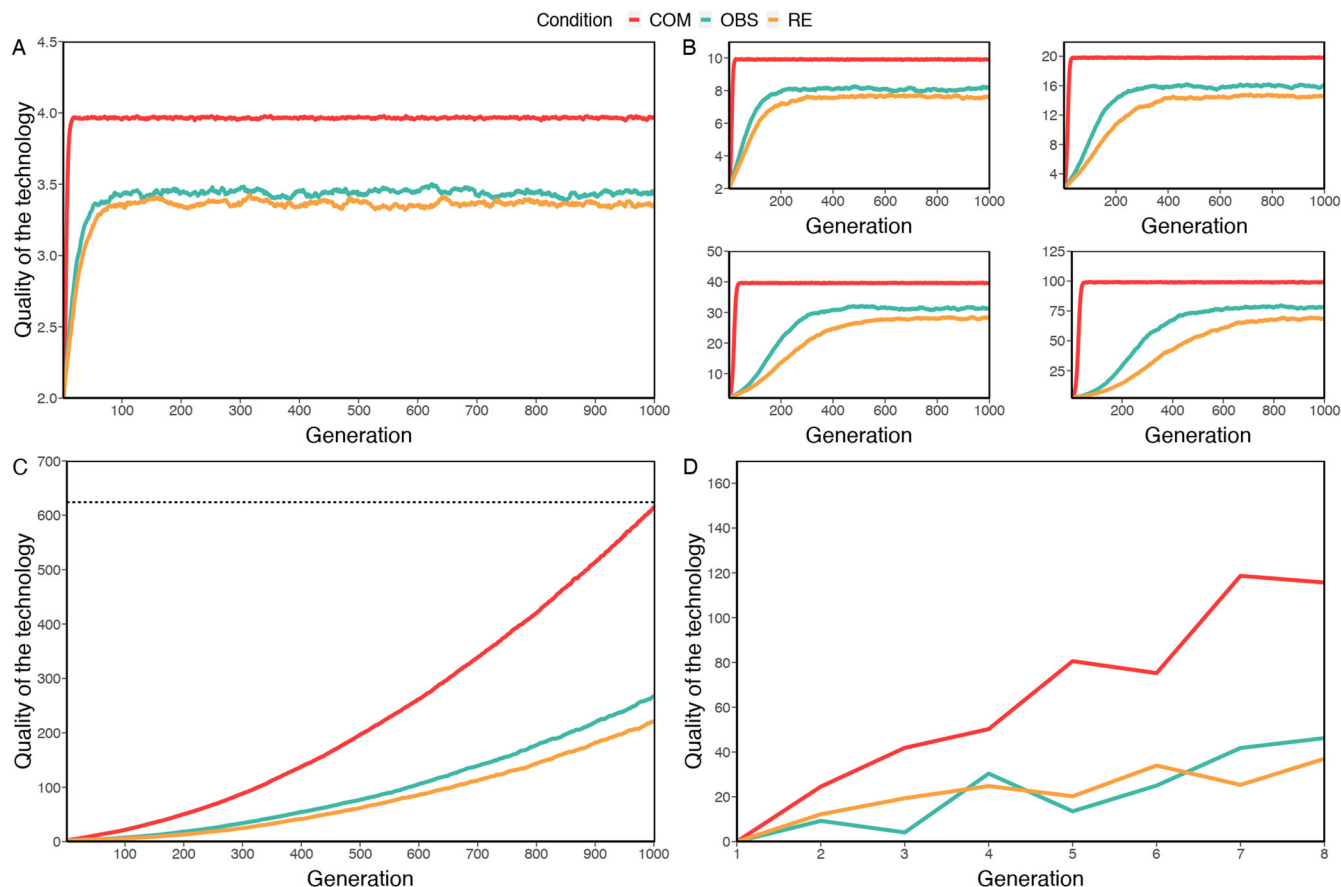 Condition COM OBS RE
A
4.5
4.0
3.5
3.0
2.5
2.0
Quality of the technology
100 200 300 400 500 600 700 800 900 1000
Generation
B
10
8
6
4
2
200 400 600 800 1000
Generation
20
16
12
8
4
200 400 600 800 1000
Generation
50
40
30
20
10
200 400 600 800 1000
Generation
125
100
75
50
25
200 400 600 800 1000
Generation
C
700
600
500
400
300
200
100
0
Quality of the technology
100 200 300 400 500 600 700 800 900 1000
Generation
D
160
140
120
100
80
60
40
20
0
Quality of the technology
1 2 3 4 5 6 7 8
Generation